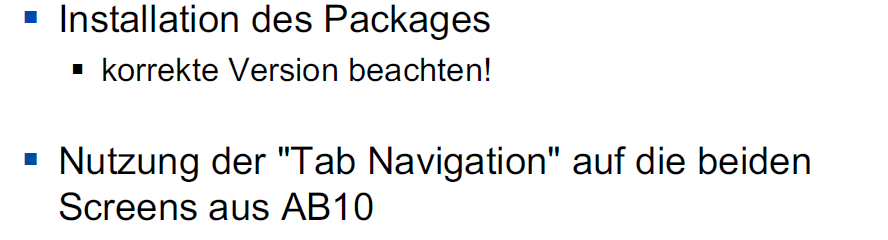 Installation des Packages
korrekte Version beachten!
Nutzung der "Tab Navigation" auf die beiden
Screens aus AB10